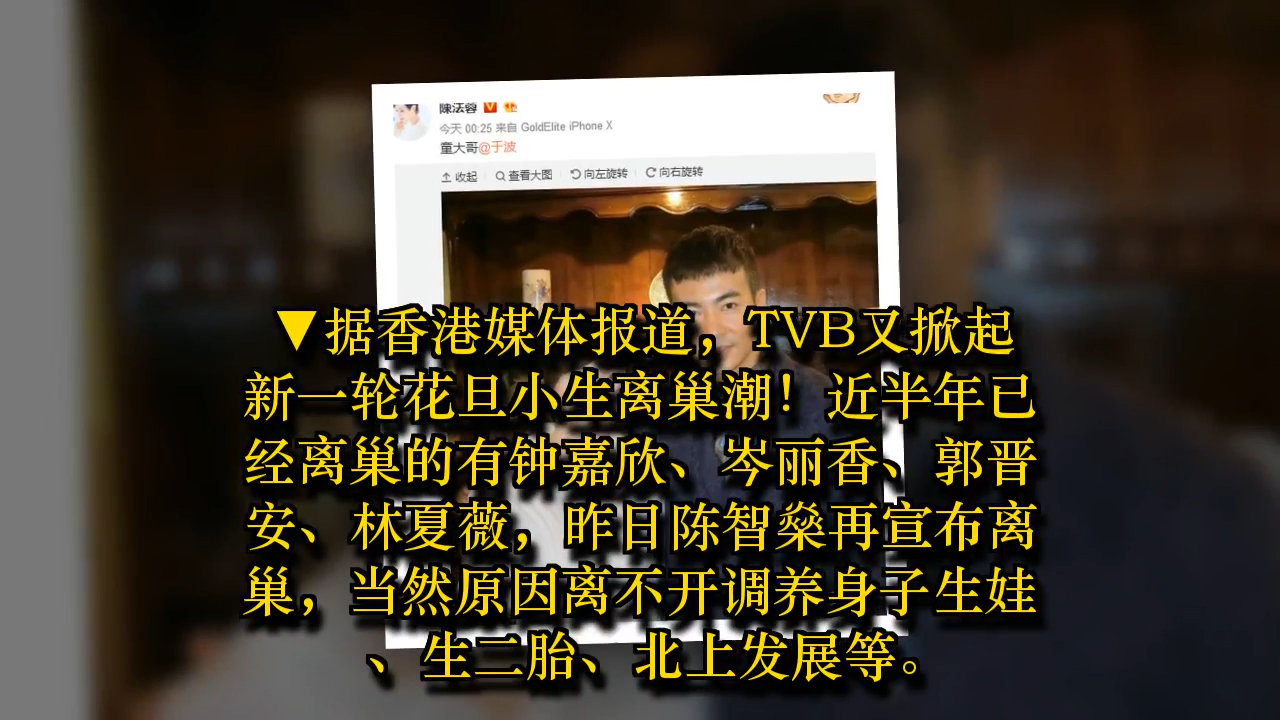 陳法蓉
今天 00:25 来自 GoldElite iPhone X
童大哥@于波
收起 查看大图 向左旋转 向右旋转
▼据香港媒体报道，TVB又掀起
新一轮花旦小生离巢潮！近半年已
经离巢的有钟嘉欣、岑丽香、郭晋
安、林夏薇，昨日陈智燊再宣布离
巢，当然原因离不开调养身子生娃
、生二胎、北上发展等。